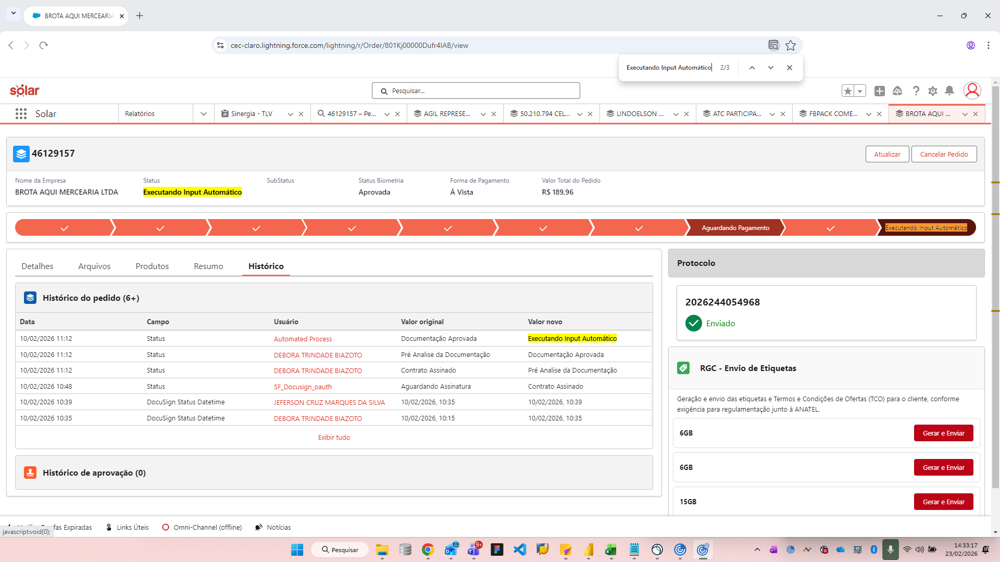 BROTA AQUI MERCEARIA
cec-claro.lightning.force.com/lightning/r/Order/801Kj00000Dufr4IAB/view
Executando Input Automático 2/3
solar
Pesquisar...
Solar
Relatórios
Sinergia - TLV
46129157 – Pe...
AGIL REPRESE...
50.210.794 CEL...
LINDOELSON ...
ATC PARTICIPA...
FBPACK COME...
BROTA AQUI ...
46129157
Atualizar
Cancelar Pedido
Nome da Empresa
Status
SubStatus
Status Biometria
Forma de Pagamento
Valor Total do Pedido
BROTA AQUI MERCEARIA LTDA
Executando Input Automático
Aprovada
Á Vista
R$ 189,96
Aguardando Pagamento
Executando Input Automático
Detalhes
Arquivos
Produtos
Resumo
Histórico
Histórico do pedido (6+)
Data Campo Usuário Valor original Valor novo
10/02/2026 11:12 Status Automated Process Documentação Aprovada Executando Input Automático
10/02/2026 11:12 Status DEBORA TRINDADE BIAZOTO Pré Analise da Documentação Documentação Aprovada
10/02/2026 11:12 Status DEBORA TRINDADE BIAZOTO Contrato Assinado Pré Analise da Documentação
10/02/2026 10:48 Status SF_Docusign_oauth Aguardando Assinatura Contrato Assinado
10/02/2026 10:39 DocuSign Status Datetime JEFERSON CRUZ MARQUES DA SILVA 10/02/2026, 10:35 10/02/2026, 10:39
10/02/2026 10:35 DocuSign Status Datetime DEBORA TRINDADE BIAZOTO 10/02/2026, 10:15 10/02/2026, 10:35
Exibir tudo
Histórico de aprovação (0)
Protocolo
2026244054968
Enviado
RGC - Envio de Etiquetas
Geração e envio das etiquetas e Termos e Condições de Ofertas (TCO) para o cliente, conforme
exigência para regulamentação junto à ANATEL.
6GB Gerar e Enviar
6GB Gerar e Enviar
15GB Gerar e Enviar
fas Expiradas
Links Úteis
Omni-Channel (offline)
Notícias
javascript:void(0);
Pesquisar
9+
14:33:17
23/02/2026